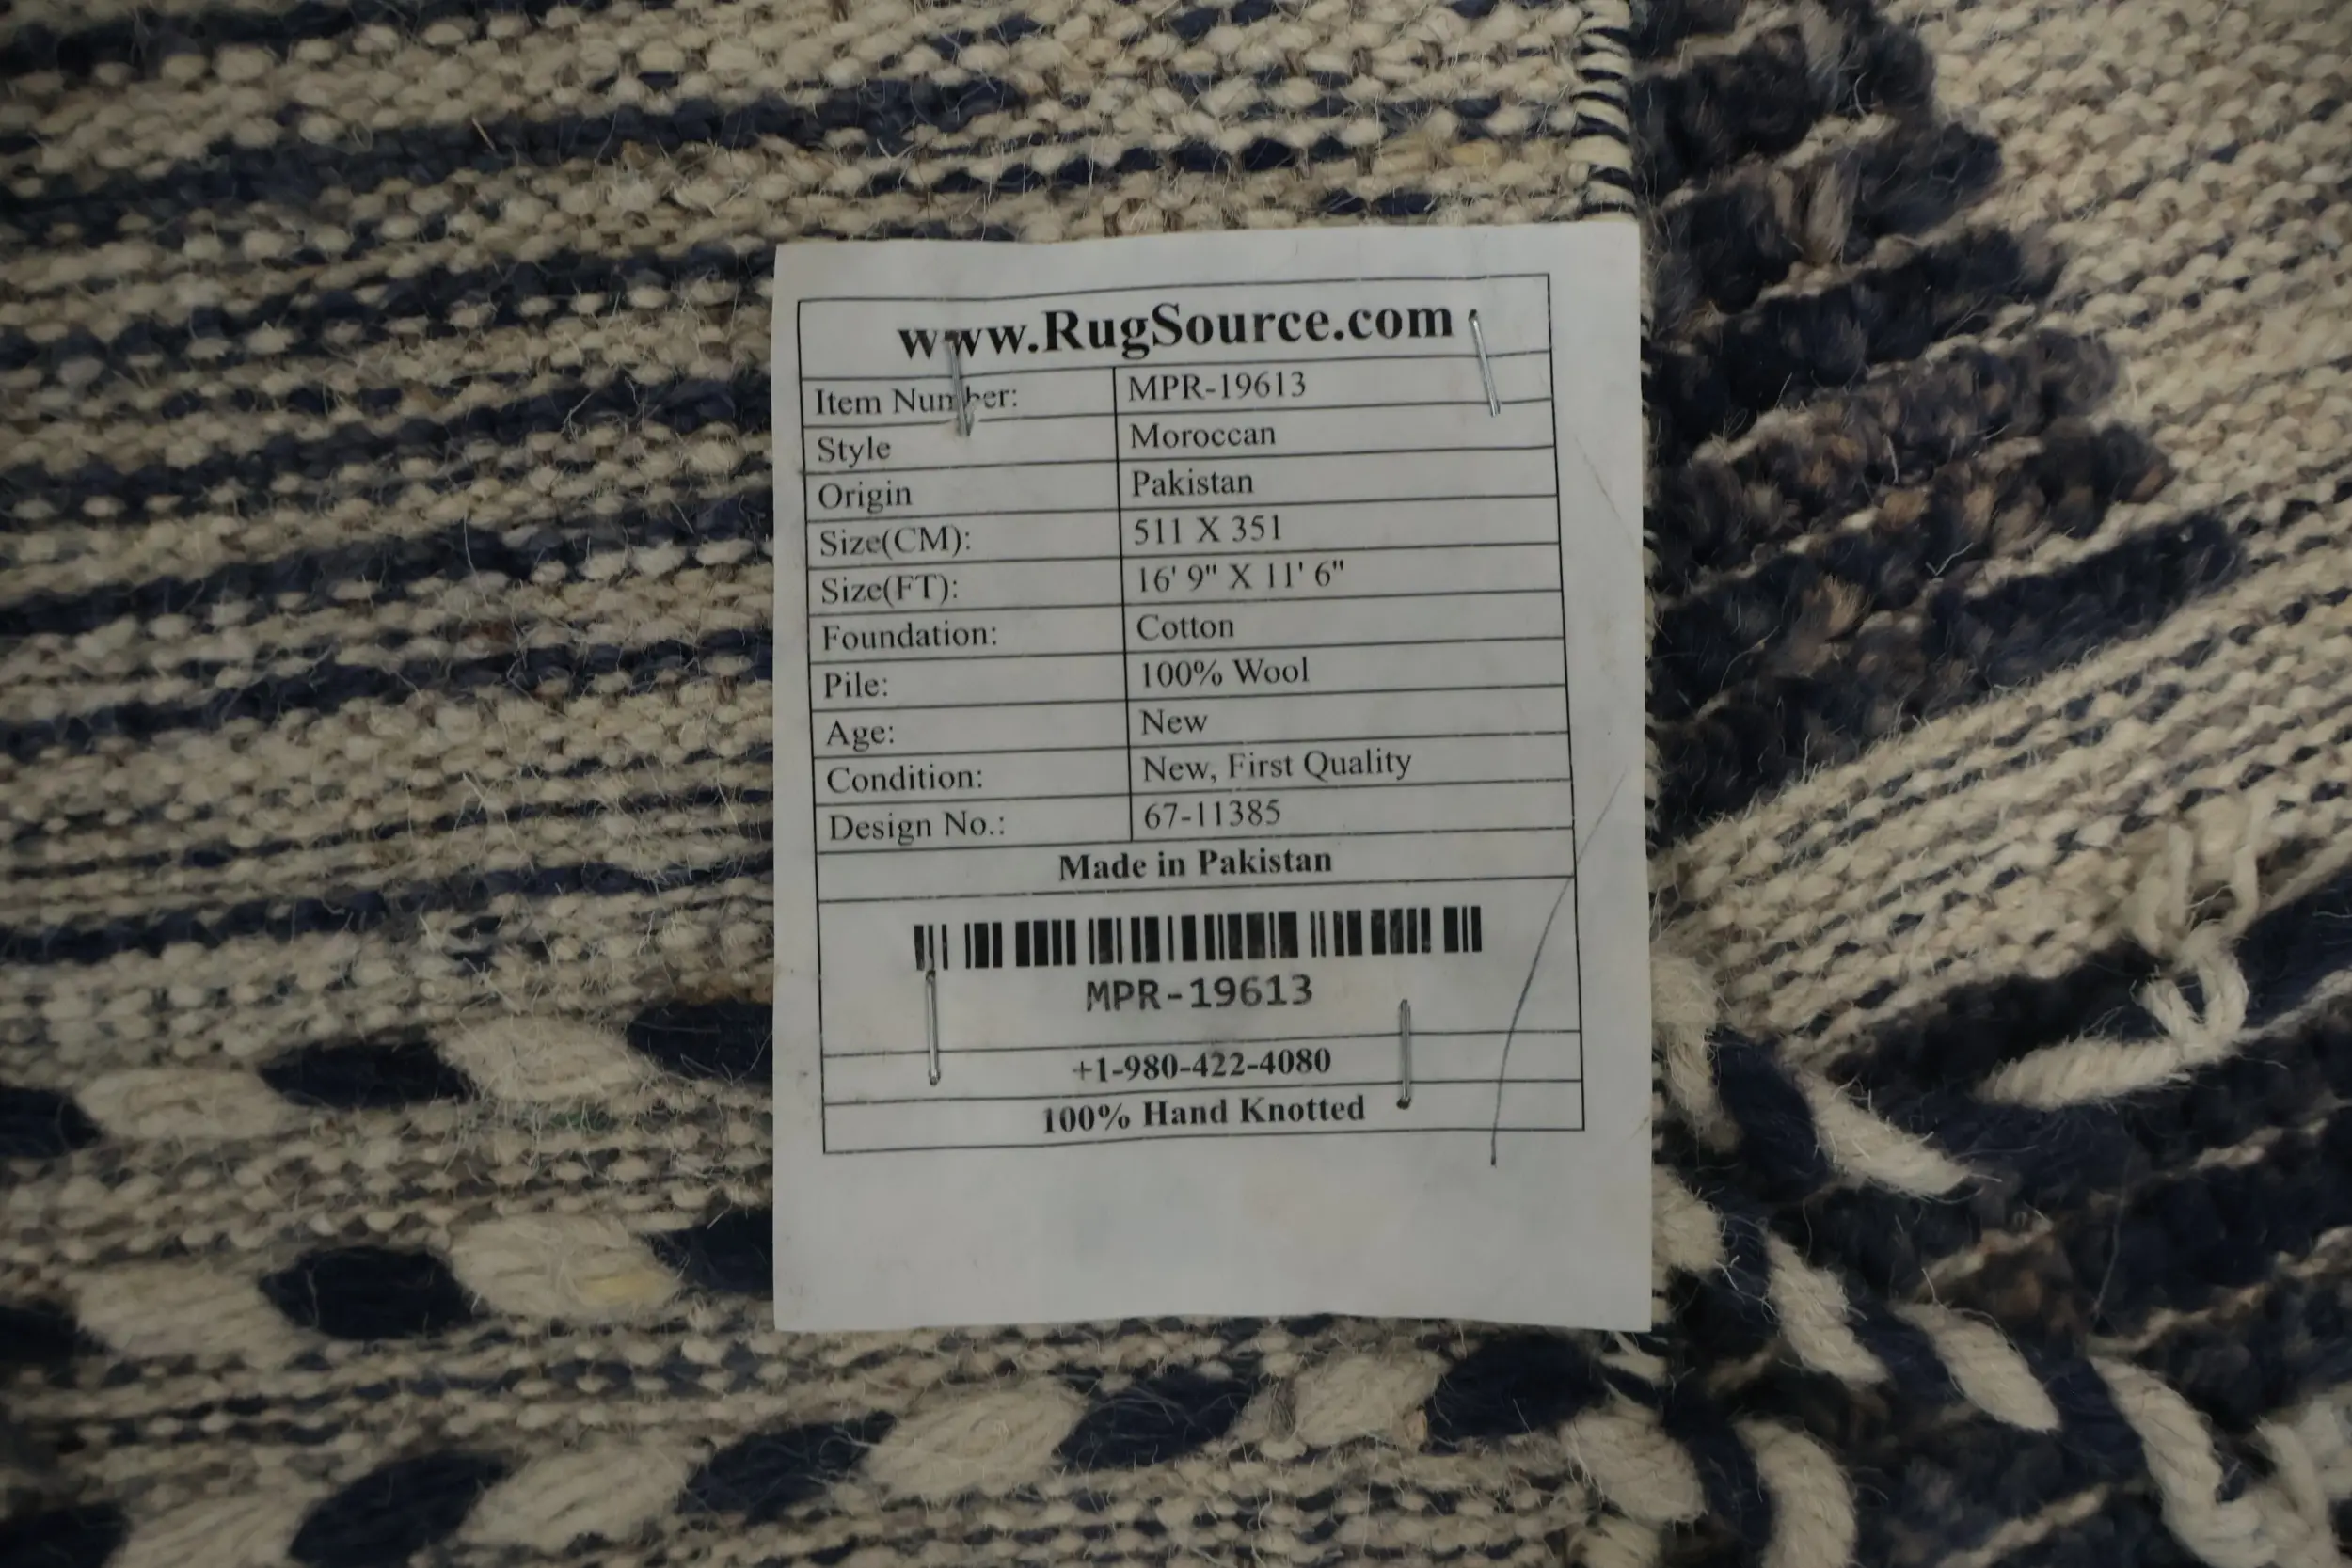 www.RugSource.com
Item Number: MPR-19613
Style Moroccan
Origin Pakistan
Size(CM): 511 X 351
Size(FT): 16' 9" X 11' 6"
Foundation: Cotton
Pile: 100% Wool
Age: New
Condition: New, First Quality
Design No.: 67-11385
Made in Pakistan
MPR-19613
+1-980-422-4080
100% Hand Knotted